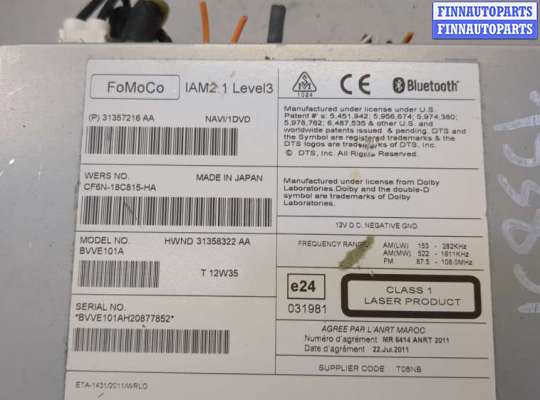 FINNAUTOPARTS
FINNAUTOPARTS
FINNAUTOPARTS
FoMoCo IAM2.1 Level3
(P) 31357216 AA NAVI/1DVD
WERS NO. MADE IN JAPAN
CF6N-18C815-HA
MODEL NO. HWND 31358322 AA
BVVE101A
T 12W35
SERIAL NO.
*BVVE101AH20877852*
ETA-1431/2011/WRLD
1024
CE
Bluetooth
Manufactured under license under U.S.
Patent #'s: 5,451,942; 5,956,674; 5,974,380;
5,978,762; 6,487,535 & other U.S. and
worldwide patents issued & pending. DTS and
the Symbol are registered trademarks &
DTS logos are trademarks of DTS, Inc.
© DTS, Inc. All Rights Reserved.
Manufactured under license from Dolby
Laboratories.Dolby and the double-D
symbol are trademarks of Dolby
Laboratories.
12V D.C. NEGATIVE GND
FREQUENCY RANGE: AM(LW) 153 - 282KHz
AM(MW) 522 - 1611KHz
FM 87.5 - 108.0MHz
e24
031981
CLASS 1
LASER PRODUCT
AGREE PAR L'ANRT MAROC
Numéro d'agrément MR 6414 ANRT 2011
Date d'agrément 22.Jul.2011
SUPPLIER CODE T06NB